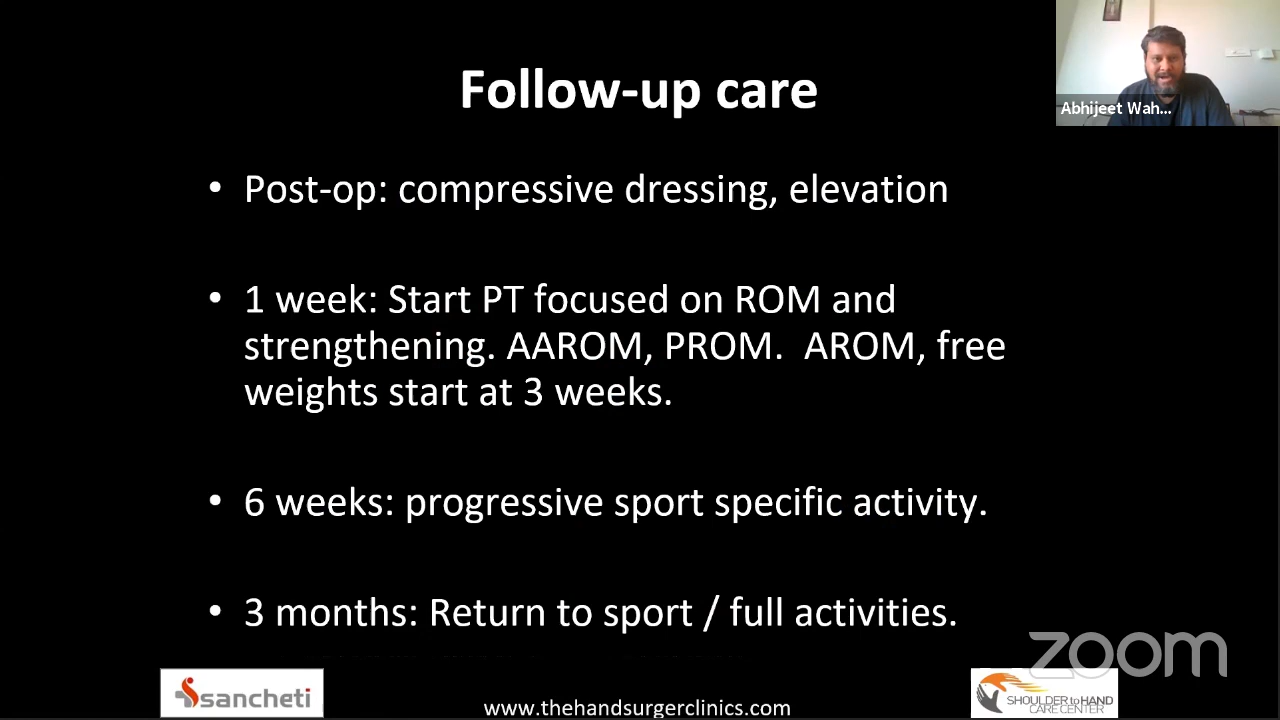 Follow-up care
Abhijeet Wah...
• Post-op: compressive dressing, elevation
• 1 week: Start PT focused on ROM and
strengthening. AAROM, PROM.  AROM, free
weights start at 3 weeks.
• 6 weeks: progressive sport specific activity.
• 3 months: Return to sport / full activities.
zoom
sancheti
www.thehandsurgerclinics.com
SHOULDER to HAND
CARE CENTER